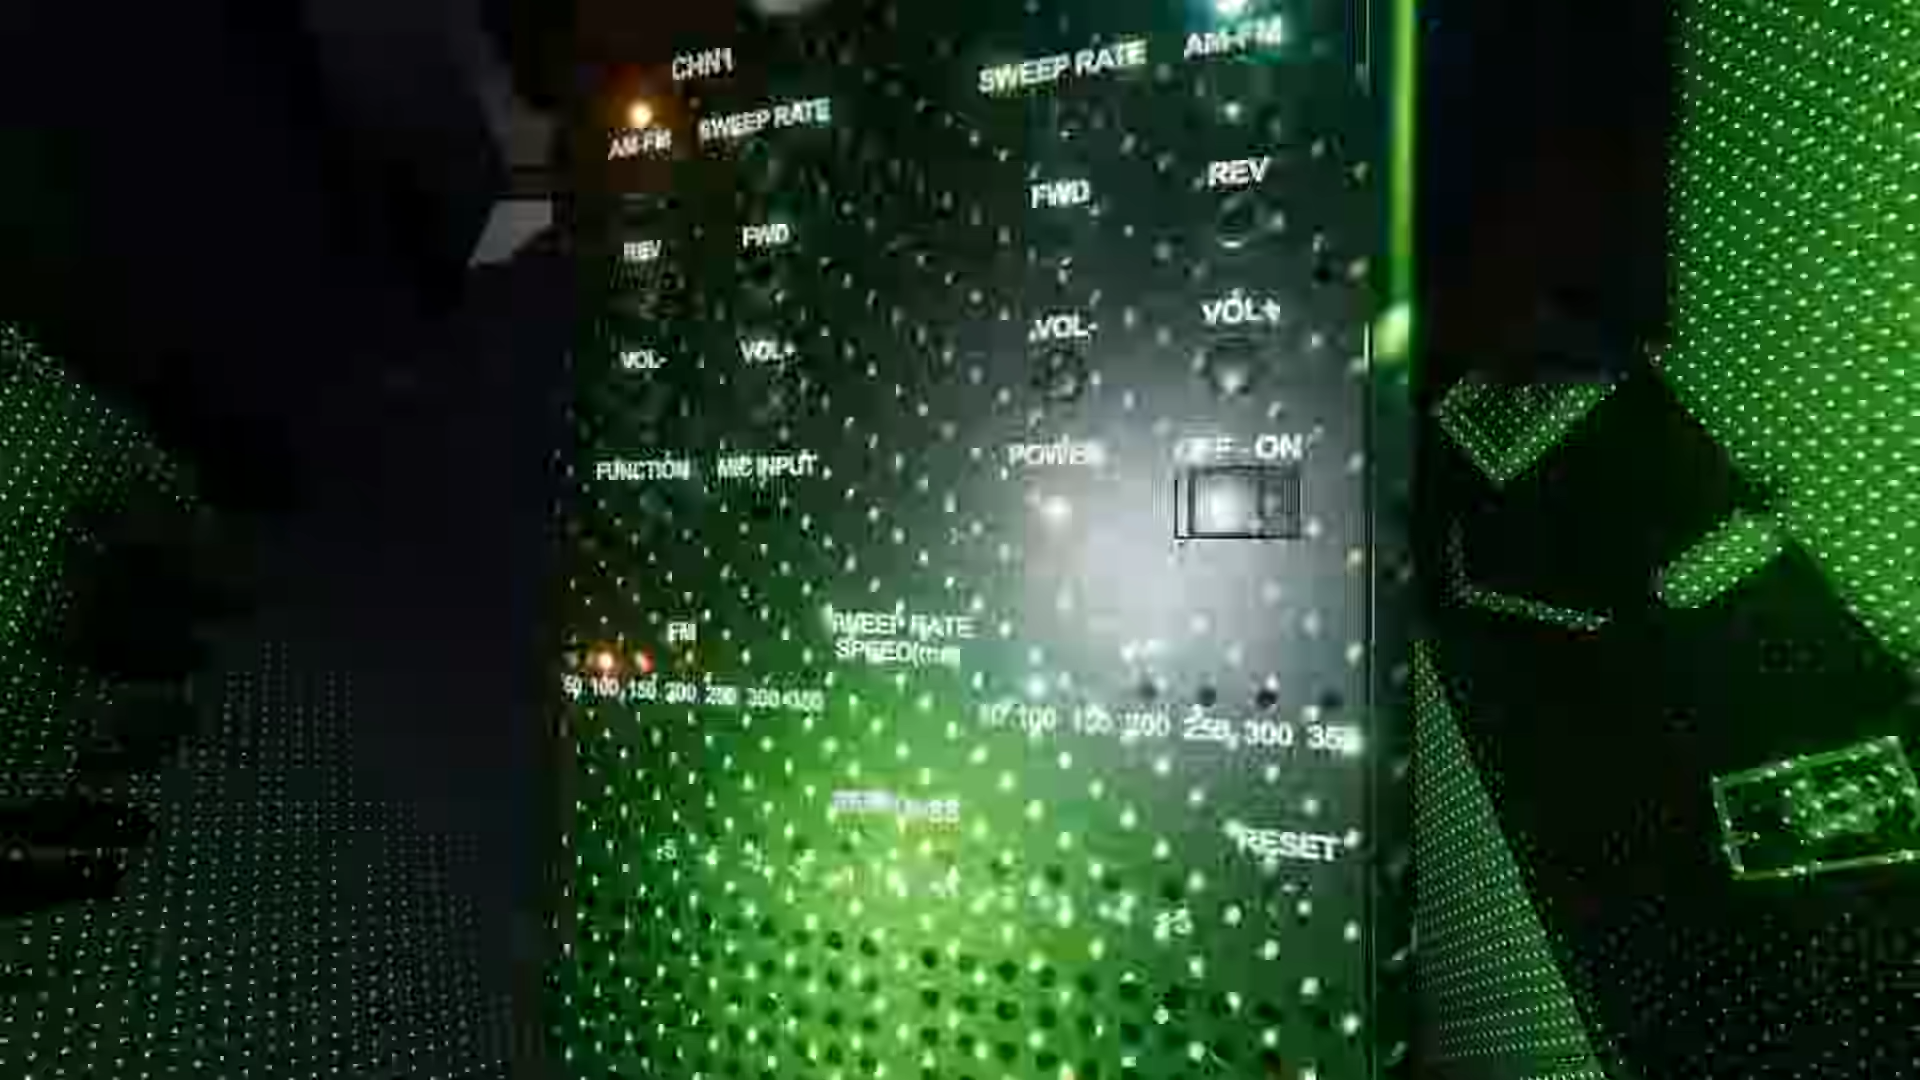 CHN1
SWEEP RATE AM-FM
AM-FM SWEEP RATE
FWD REV
REV FWD
VOL- VOL+
VOL- VOL+
POWER OFF - ON
FUNCTION MIC INPUT
FM
SWEEP RATE
50 100 150 200 250 300 350
100 150 200 250 300 350
RESET